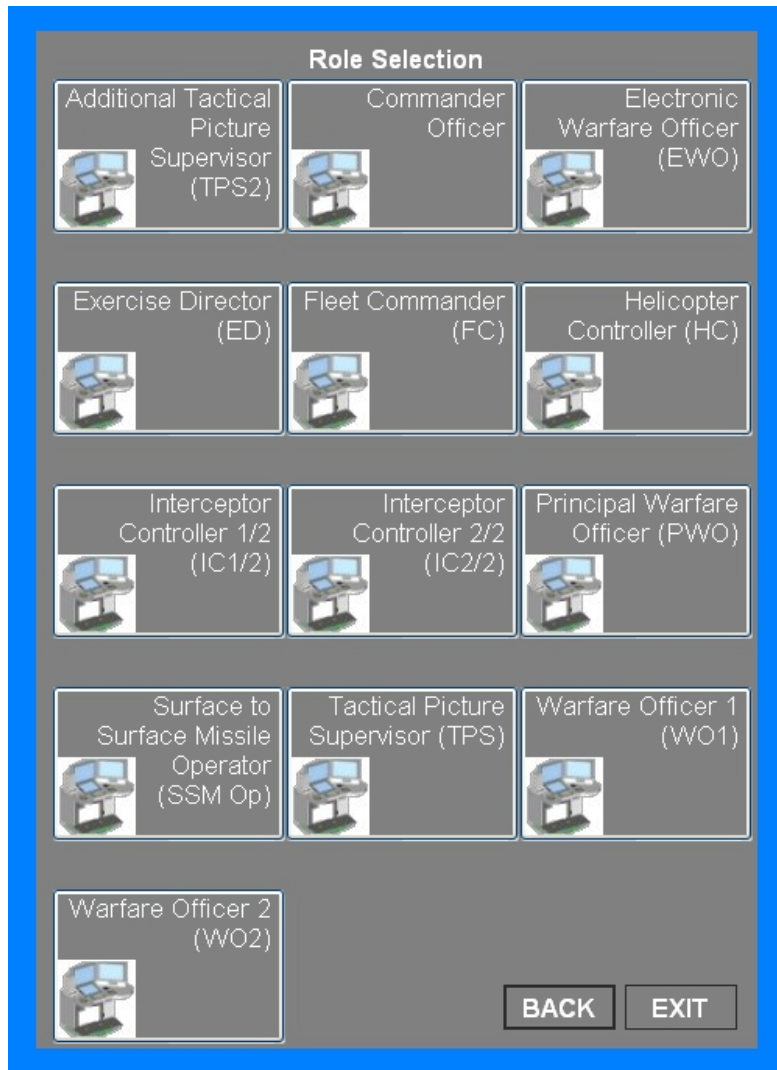 Role Selection
Additional Tactical
Picture
Supervisor
(TPS2)
Commander
Officer
Electronic
Warfare Officer
(EWO)
Exercise Director
(ED)
Fleet Commander
(FC)
Helicopter
Controller (HC)
Interceptor
Controller 1/2
(IC1/2)
Interceptor
Controller 2/2
(IC2/2)
Principal Warfare
Officer (PWO)
Surface to
Surface Missile
Operator
(SSM Op)
Tactical Picture
Supervisor (TPS)
Warfare Officer 1
(WO1)
Warfare Officer 2
(WO2)
BACK
EXIT